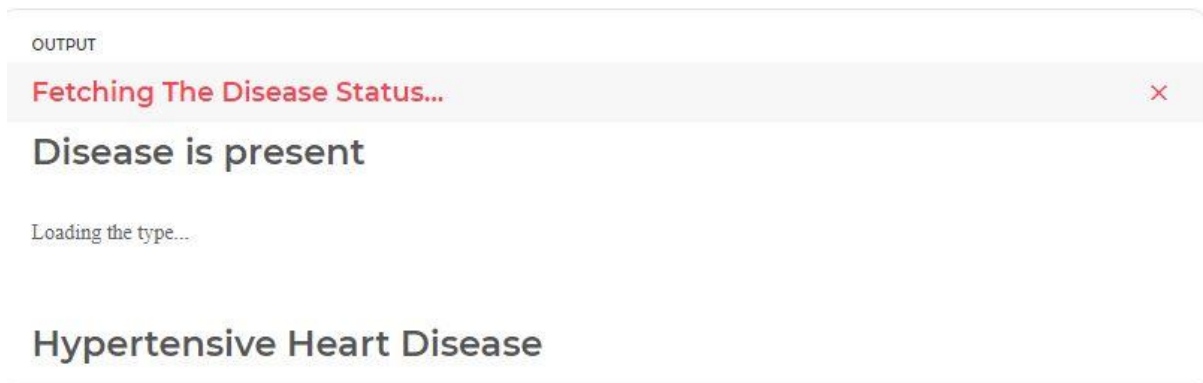 OUTPUT
Fetching The Disease Status...
Disease is present
Loading the type...
Hypertensive Heart Disease